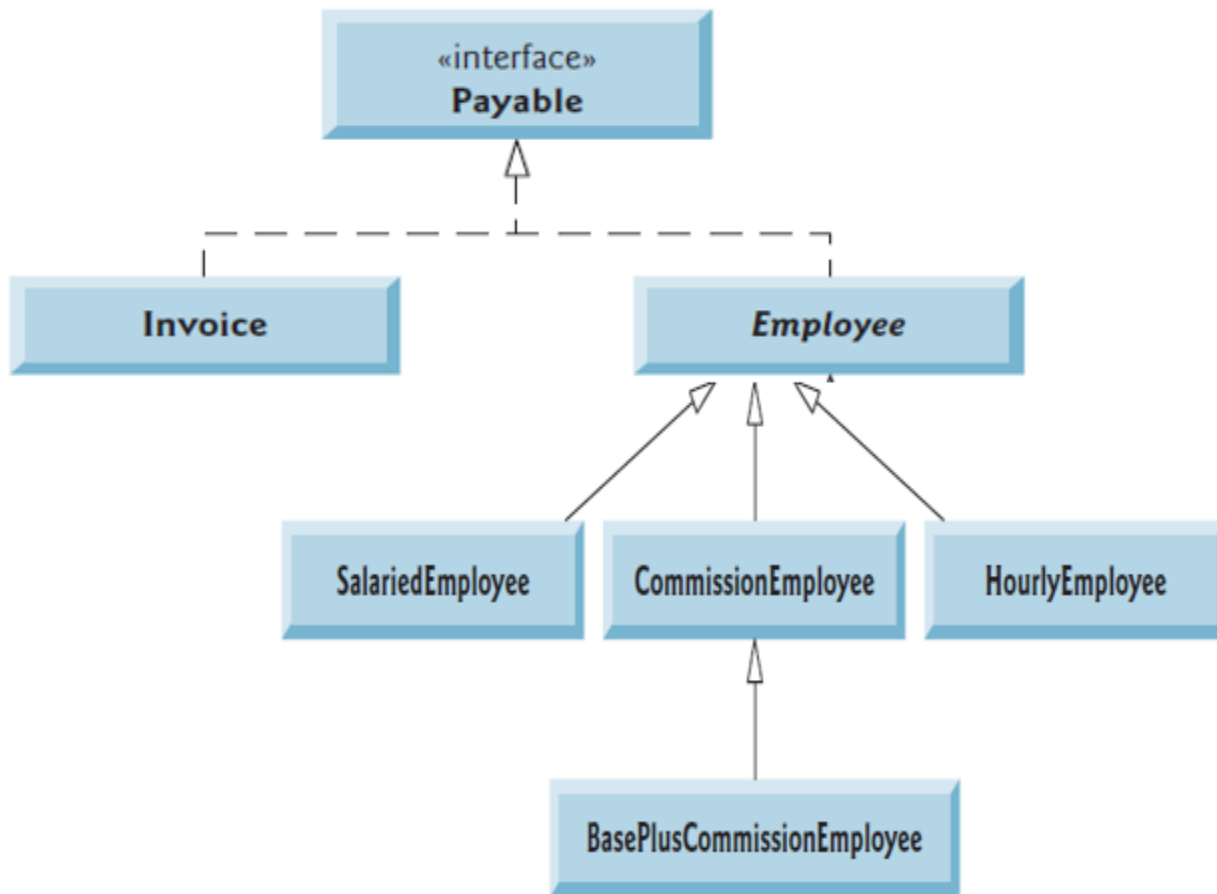 «interface»
Payable
Invoice
Employee
SalariedEmployee
CommissionEmployee
HourlyEmployee
BasePlusCommissionEmployee